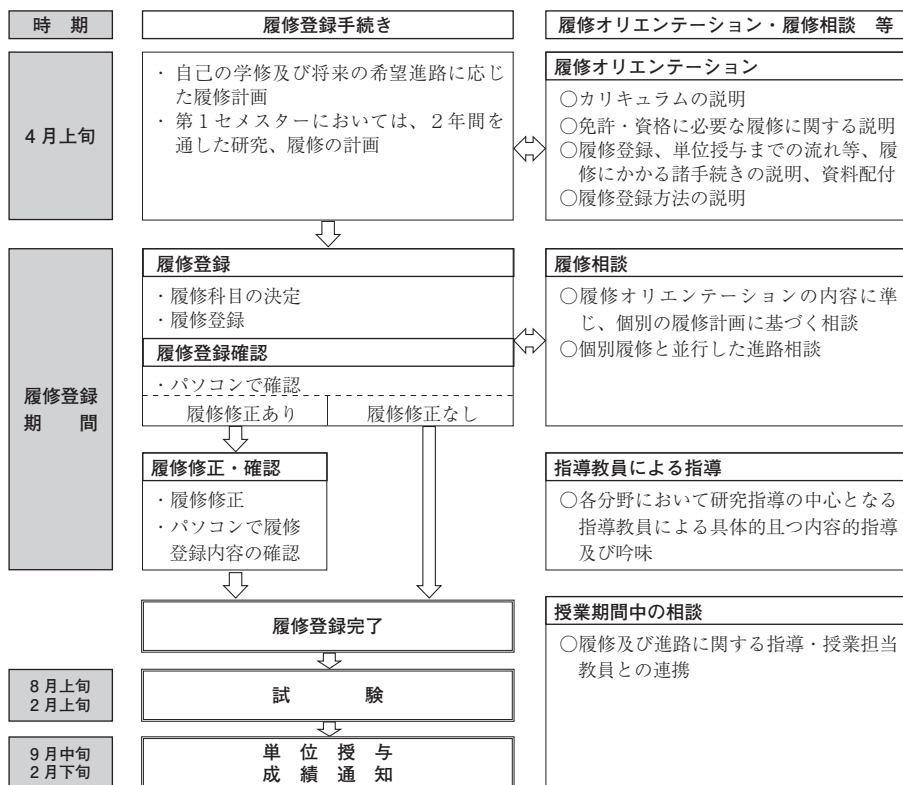 時　期
履修登録手続き
履修オリエンテーション・履修相談　等
4月上旬
・自己の学修及び将来の希望進路に応じ
た履修計画
・第１セメスターにおいては、２年間を
通した研究、履修の計画
履修オリエンテーション
○カリキュラムの説明
○免許・資格に必要な履修に関する説明
○履修登録、単位授与までの流れ等、履
修にかかる諸手続きの説明、資料配付
○履修登録方法の説明
履修登録
期　　間
履修登録
・履修科目の決定
・履修登録
履修登録確認
・パソコンで確認
履修修正あり
履修修正なし
履修相談
○履修オリエンテーションの内容に準
じ、個別の履修計画に基づく相談
○個別履修と並行した進路相談
履修修正・確認
・履修修正
・パソコンで履修
登録内容の確認
指導教員による指導
○各分野において研究指導の中心となる
指導教員による具体的且つ内容的指導
及び吟味
履修登録完了
授業期間中の相談
○履修及び進路に関する指導・授業担当
教員との連携
8月上旬
2月上旬
試　　　験
9月中旬
2月下旬
単　位　授　与
成　績　通　知